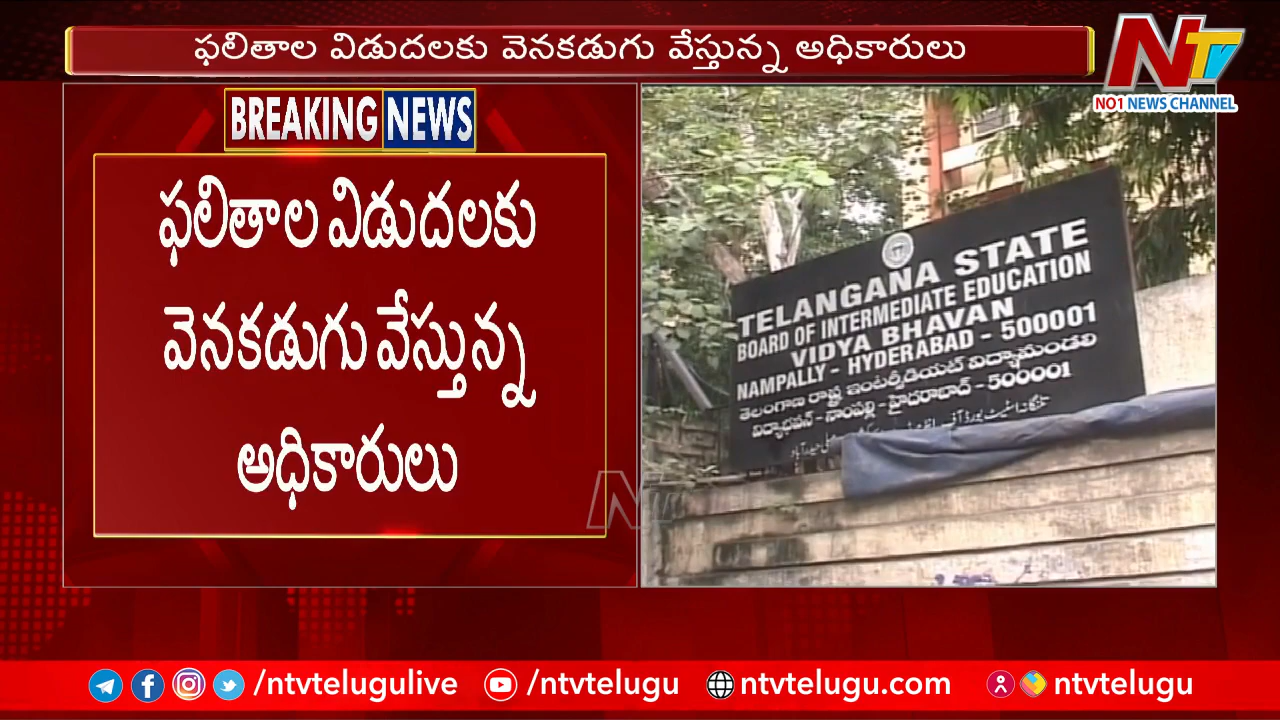 ఫలితాల విడుదలకు వెనకడుగు వేస్తున్న అధికారులు
NTV
NO1 NEWS CHANNEL
BREAKING NEWS
ఫలితాల విడుదలకు
వెనకడుగు వేస్తున్న
అధికారులు
TELANGANA STATE
BOARD OF INTERMEDIATE EDUCATION
VIDYA BHAVAN
NAMPALLY - HYDERABAD - 500001
తెలంగాణ రాష్ట్ర ఇంటర్మీడియట్ విద్యామండలి
విద్యాభవన్ - నాంపల్లి - హైదరాబాద్ - 500001
NTV
/ntvtelugulive
/ntvtelugu
ntvtelugu.com
ntvtelugu